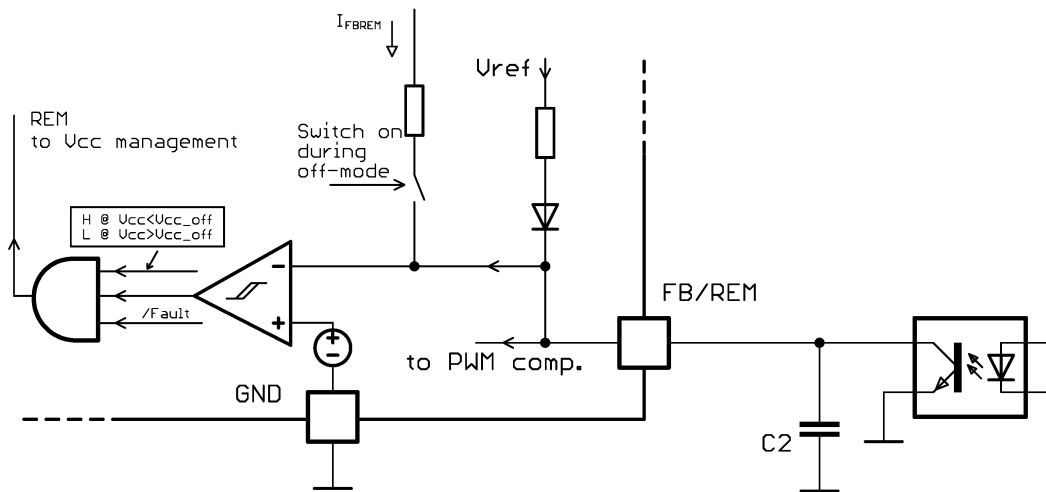 I_FBREM
Vref
REM
to Vcc management
Switch on
during
off-mode
H @ Vcc<Vcc_off
L @ Vcc>Vcc_off
/Fault
FB/REM
to PWM comp.
GND
C2